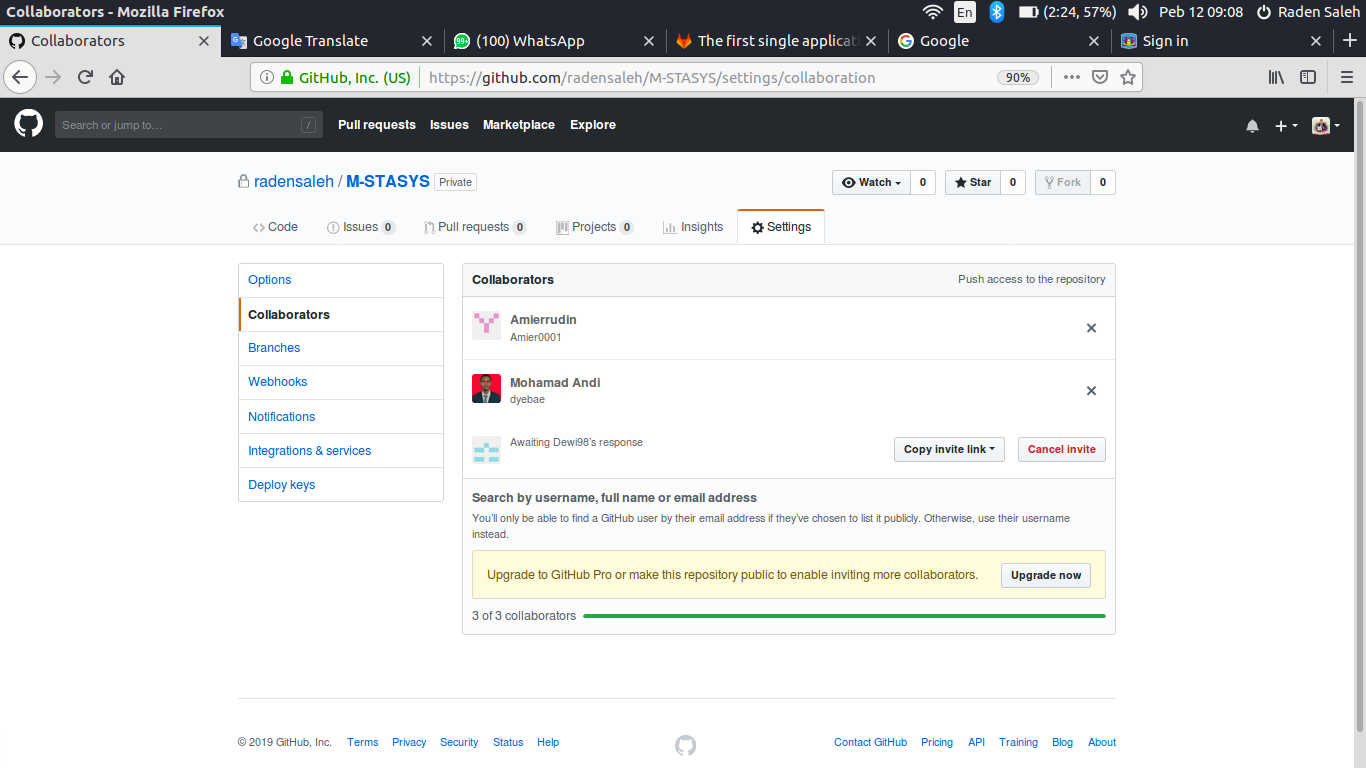 Collaborators - Mozilla Firefox
En
(2:24, 57%)
Peb 12 09:08
Raden Saleh
Collaborators
Google Translate
(100) WhatsApp
The first single applicat
Google
Sign in
GitHub, Inc. (US)
https://github.com/radensaleh/M-STASYS/settings/collaboration
90%
Search or jump to...
/
Pull requests
Issues
Marketplace
Explore
radensaleh / M-STASYS
Private
Watch
0
Star
0
Fork
0
Code
Issues 0
Pull requests 0
Projects 0
Insights
Settings
Options
Collaborators
Branches
Webhooks
Notifications
Integrations & services
Deploy keys
Collaborators
Push access to the repository
Amierrudin
Amier0001
Mohamad Andi
dyebae
Awaiting Dewi98's response
Copy invite link
Cancel invite
Search by username, full name or email address
You'll only be able to find a GitHub user by their email address if they've chosen to list it publicly. Otherwise, use their username
instead.
Upgrade to GitHub Pro or make this repository public to enable inviting more collaborators.
Upgrade now
3 of 3 collaborators
© 2019 GitHub, Inc.
Terms
Privacy
Security
Status
Help
Contact GitHub
Pricing
API
Training
Blog
About